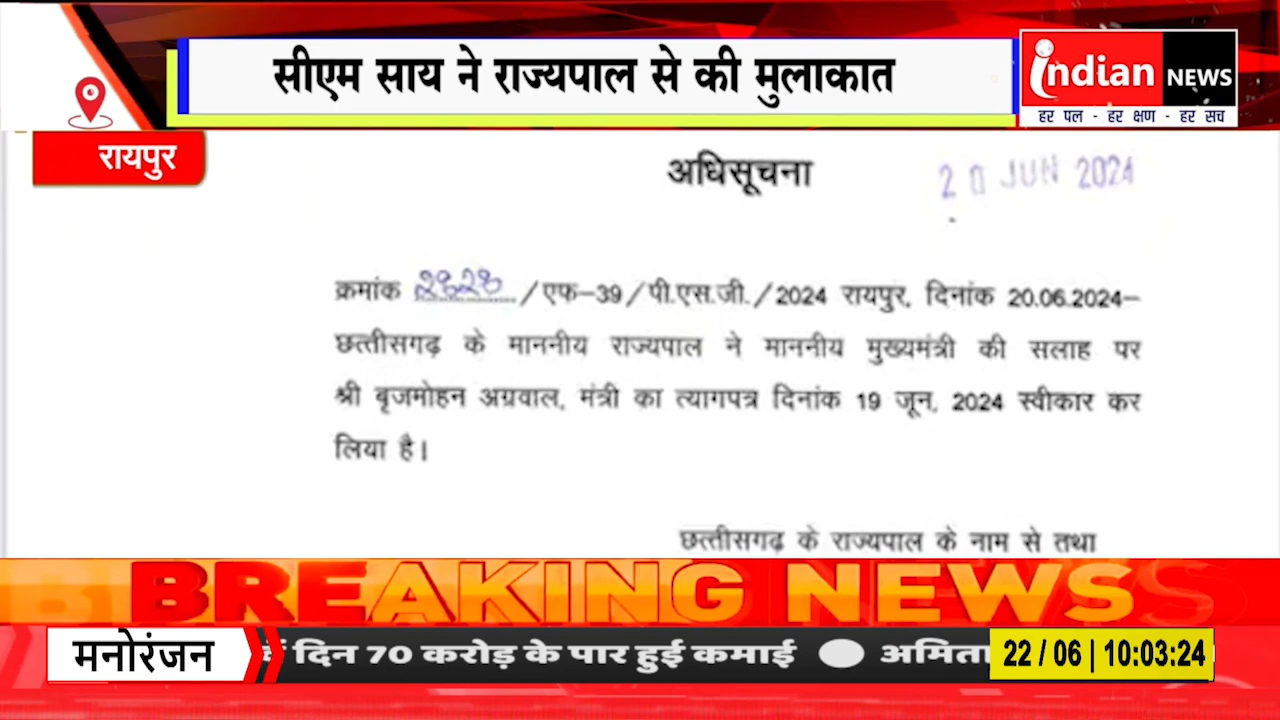 सीएम साय ने राज्यपाल से की मुलाकात
indian NEWS
हर पल - हर क्षण - हर सच
रायपुर
अधिसूचना
20 JUN 2024
क्रमांक २४२४/एफ-39/पी.एस.जी./2024 रायपुर, दिनांक 20.06.2024-
छत्तीसगढ़ के माननीय राज्यपाल ने माननीय मुख्यमंत्री की सलाह पर
श्री बृजमोहन अग्रवाल, मंत्री का त्यागपत्र दिनांक 19 जून, 2024 स्वीकार कर
लिया है।
छत्तीसगढ़ के राज्यपाल के नाम से तथा
BREAKING NEWS
मनोरंजन
दिन 70 करोड़ के पार हुई कमाई
22 / 06 | 10:03:24